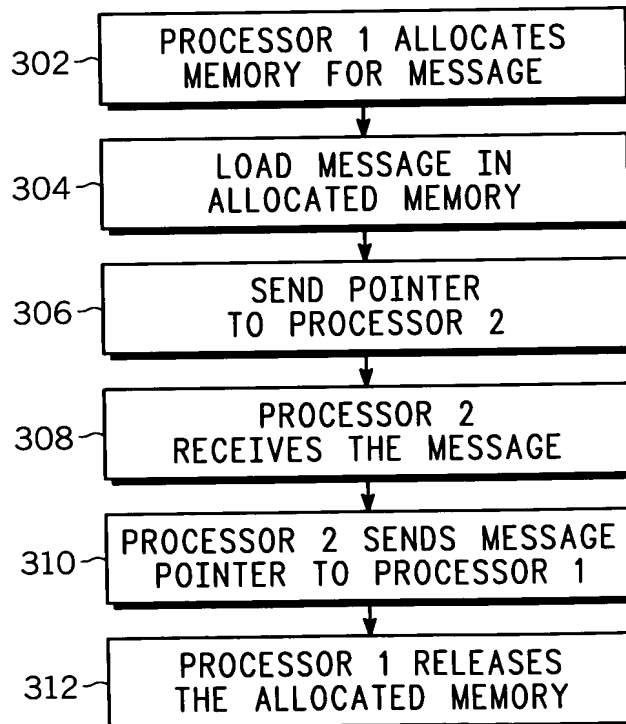 302
PROCESSOR 1 ALLOCATES
MEMORY FOR MESSAGE
304
LOAD MESSAGE IN
ALLOCATED MEMORY
306
SEND POINTER
TO PROCESSOR 2
308
PROCESSOR 2
RECEIVES THE MESSAGE
310
PROCESSOR 2 SENDS MESSAGE
POINTER TO PROCESSOR 1
312
PROCESSOR 1 RELEASES
THE ALLOCATED MEMORY